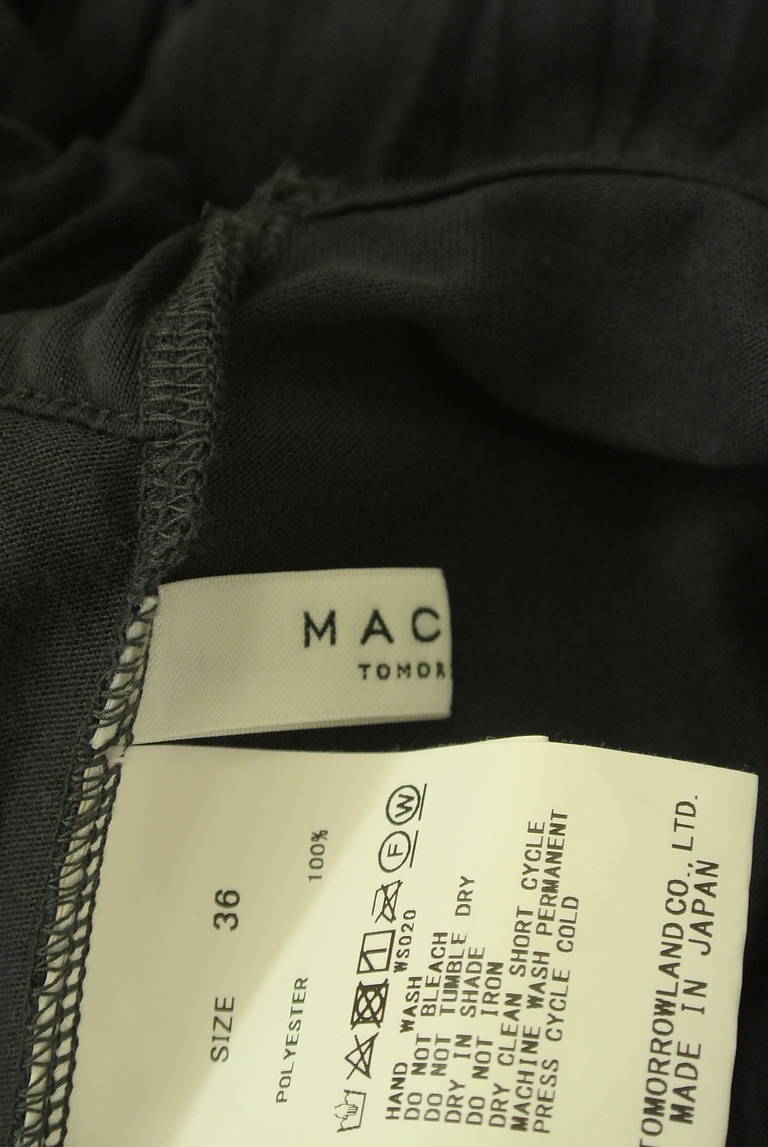 MAC
TOMOR
SIZE 36
POLYESTER 100%
F W
WS020
HAND WASH
DO NOT BLEACH
DO NOT TUMBLE DRY
DRY IN SHADE
DO NOT IRON
DRY CLEAN SHORT CYCLE
MACHINE WASH PERMANENT
PRESS CYCLE COLD
TOMORROWLAND CO., LTD.
MADE IN JAPAN